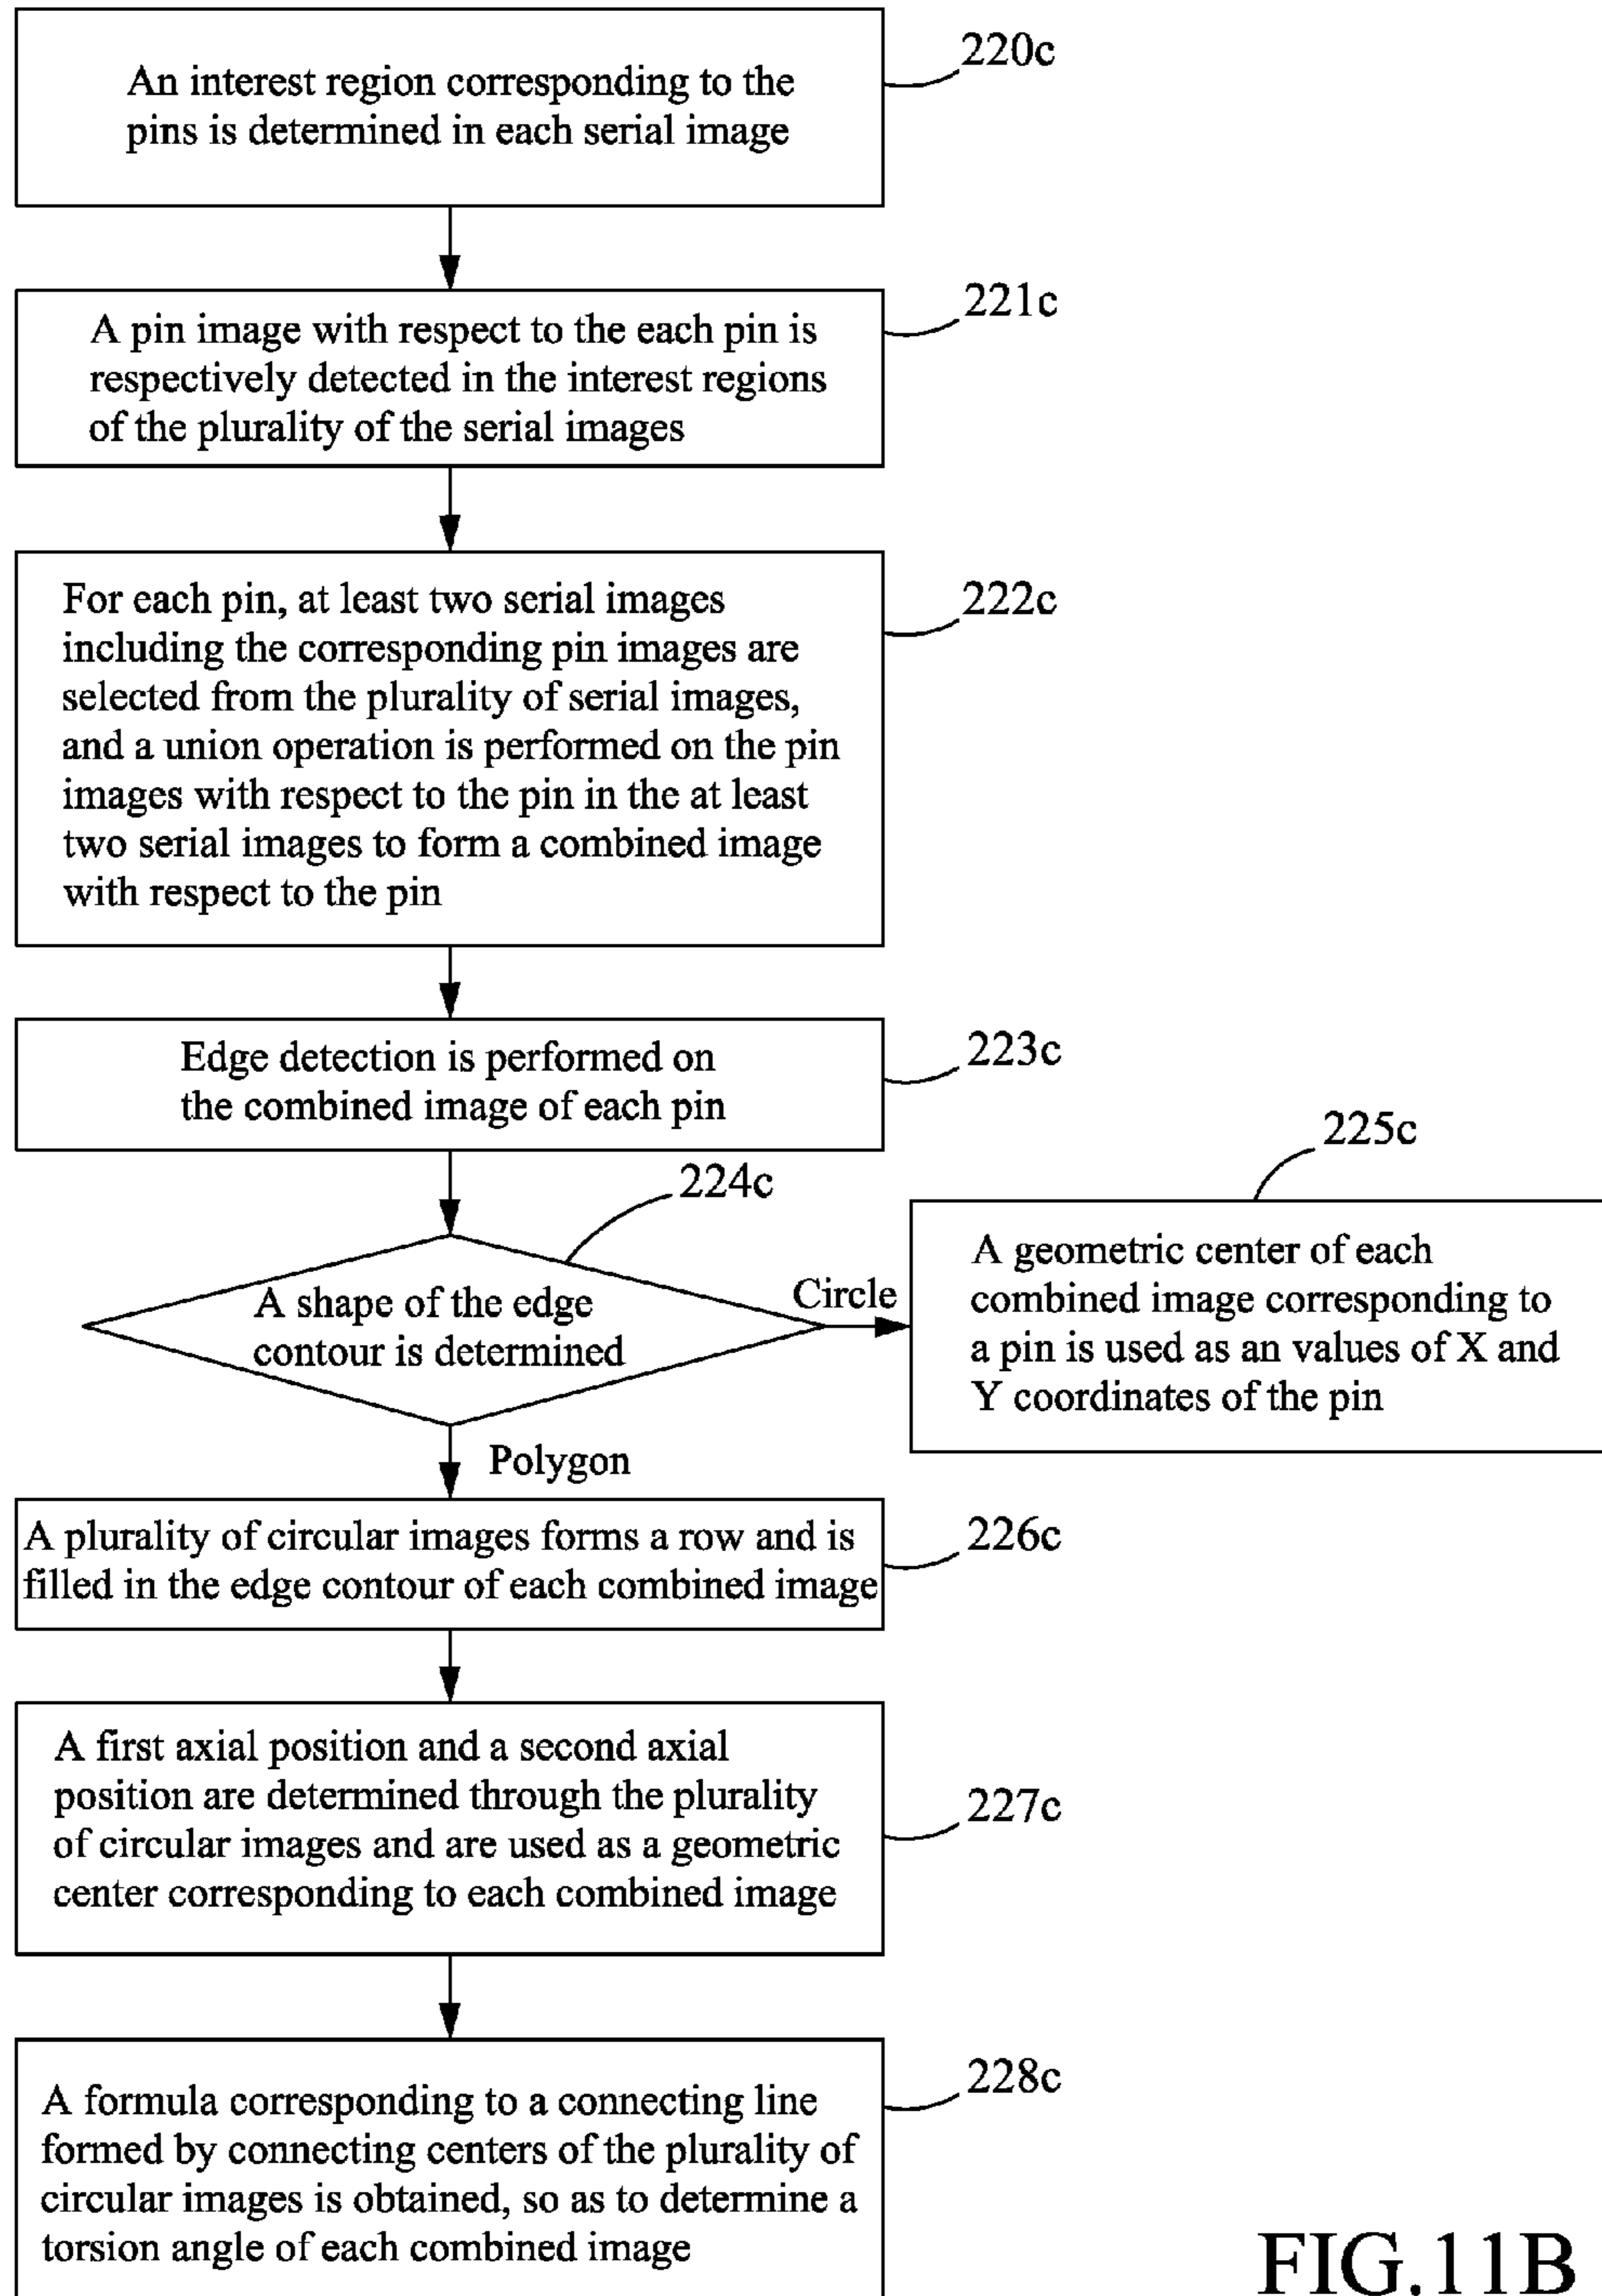 An interest region corresponding to the
pins is determined in each serial image
220c
A pin image with respect to the each pin is
respectively detected in the interest regions
of the plurality of the serial images
221c
For each pin, at least two serial images
including the corresponding pin images are
selected from the plurality of serial images,
and a union operation is performed on the pin
images with respect to the pin in the at least
two serial images to form a combined image
with respect to the pin
222c
Edge detection is performed on
the combined image of each pin
223c
224c
A shape of the edge
contour is determined
Circle
225c
A geometric center of each
combined image corresponding to
a pin is used as an values of X and
Y coordinates of the pin
Polygon
A plurality of circular images forms a row and is
filled in the edge contour of each combined image
226c
A first axial position and a second axial
position are determined through the plurality
of circular images and are used as a geometric
center corresponding to each combined image
227c
A formula corresponding to a connecting line
formed by connecting centers of the plurality of
circular images is obtained, so as to determine a
torsion angle of each combined image
228c
FIG.11B